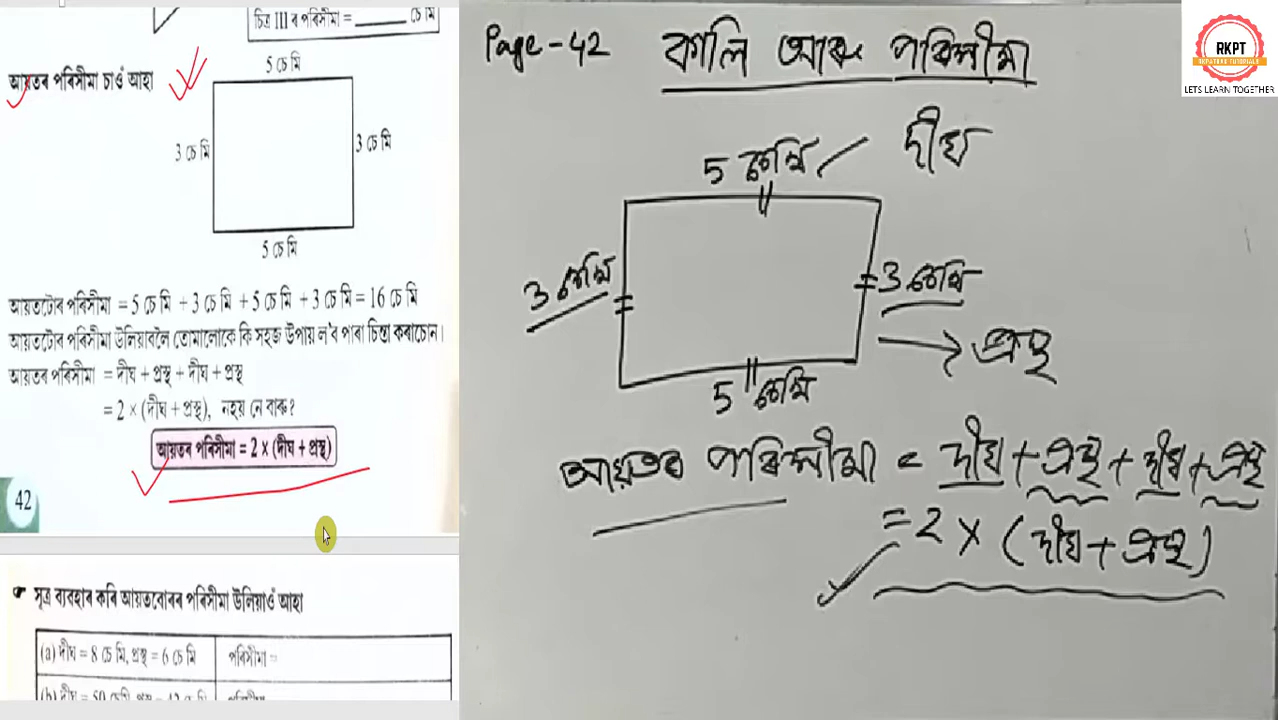 চিত্র III ৰ পৰিসীমা = ______ চে মি
আয়তৰ পৰিসীমা চাওঁ আহা
5 চে মি
3 চে মি
3 চে মি
5 চে মি
আয়তটোৰ পৰিসীমা = 5 চে মি + 3 চে মি + 5 চে মি + 3 চে মি = 16 চে মি
আয়তটোৰ পৰিসীমা উলিয়াবলৈ তোমালোকে কি সহজ উপায় ল'ব পাৰা চিন্তা কৰাচোন।
আয়তৰ পৰিসীমা = দীঘ + প্ৰস্থ + দীঘ + প্ৰস্থ
= 2 × (দীঘ + প্ৰস্থ), নহয় নে বাৰু?
আয়তৰ পৰিসীমা = 2 × (দীঘ + প্ৰস্থ)
42
সূত্ৰ ব্যৱহাৰ কৰি আয়তবোৰৰ পৰিসীমা উলিয়াওঁ আহা
(a) দীঘ = 8 চে মি, প্ৰস্থ = 6 চে মি পৰিসীমা =
Page-42 কালি আৰু পৰিসীমা
5 চেমি দীঘ
3 চেমি
3 চেমি
প্ৰস্থ
5 চেমি
আয়তৰ পৰিসীমা = দীঘ + প্ৰস্থ + দীঘ + প্ৰস্থ
= 2 × (দীঘ + প্ৰস্থ)
RKPT
RKPATHAK TUTORIALS
LETS LEARN TOGETHER